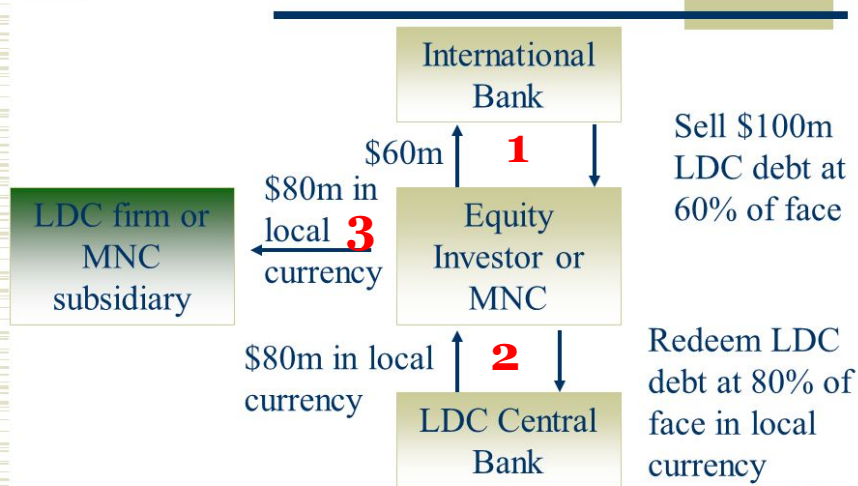 International
Bank
$60m
1
Sell $100m
LDC debt at
60% of face
$80m in
local
currency
3
LDC firm or
MNC
subsidiary
Equity
Investor or
MNC
$80m in local
currency
2
Redeem LDC
debt at 80% of
face in local
currency
LDC Central
Bank